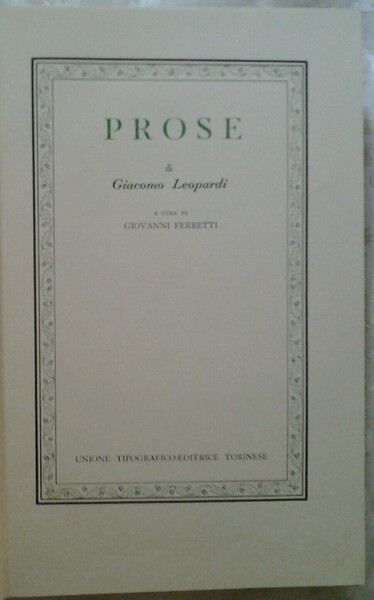 PROSE
di
Giacomo Leopardi
A CURA DI
GIOVANNI FERRETTI
UNIONE TIPOGRAFICO-EDITRICE TORINESE